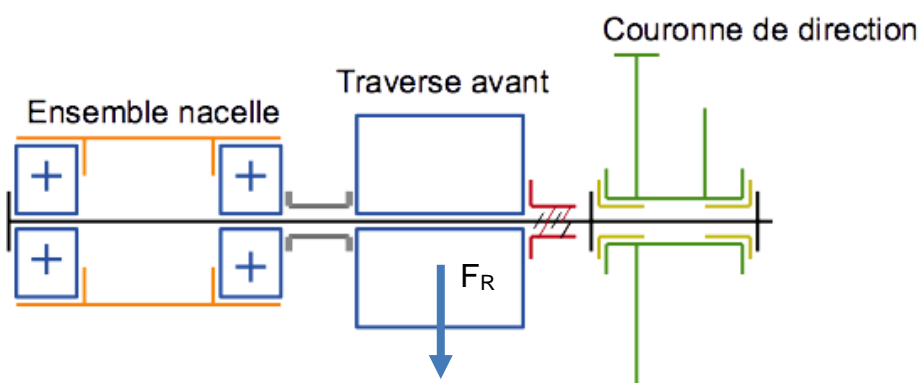 Couronne de direction
Traverse avant
Ensemble nacelle
FR